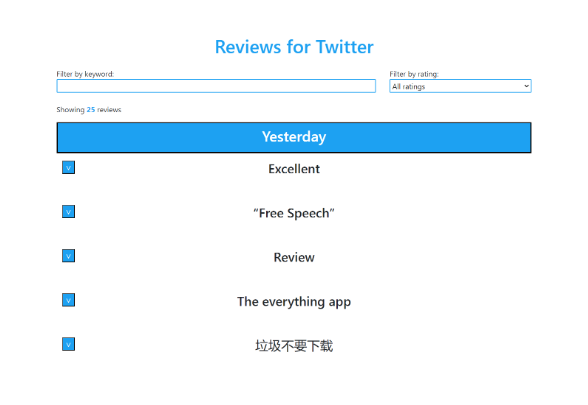 Reviews for Twitter
Filter by keyword:
Filter by rating:
All ratings
Showing 25 reviews
Yesterday
v
Excellent
v
“Free Speech”
v
Review
v
The everything app
v
垃圾不要下载